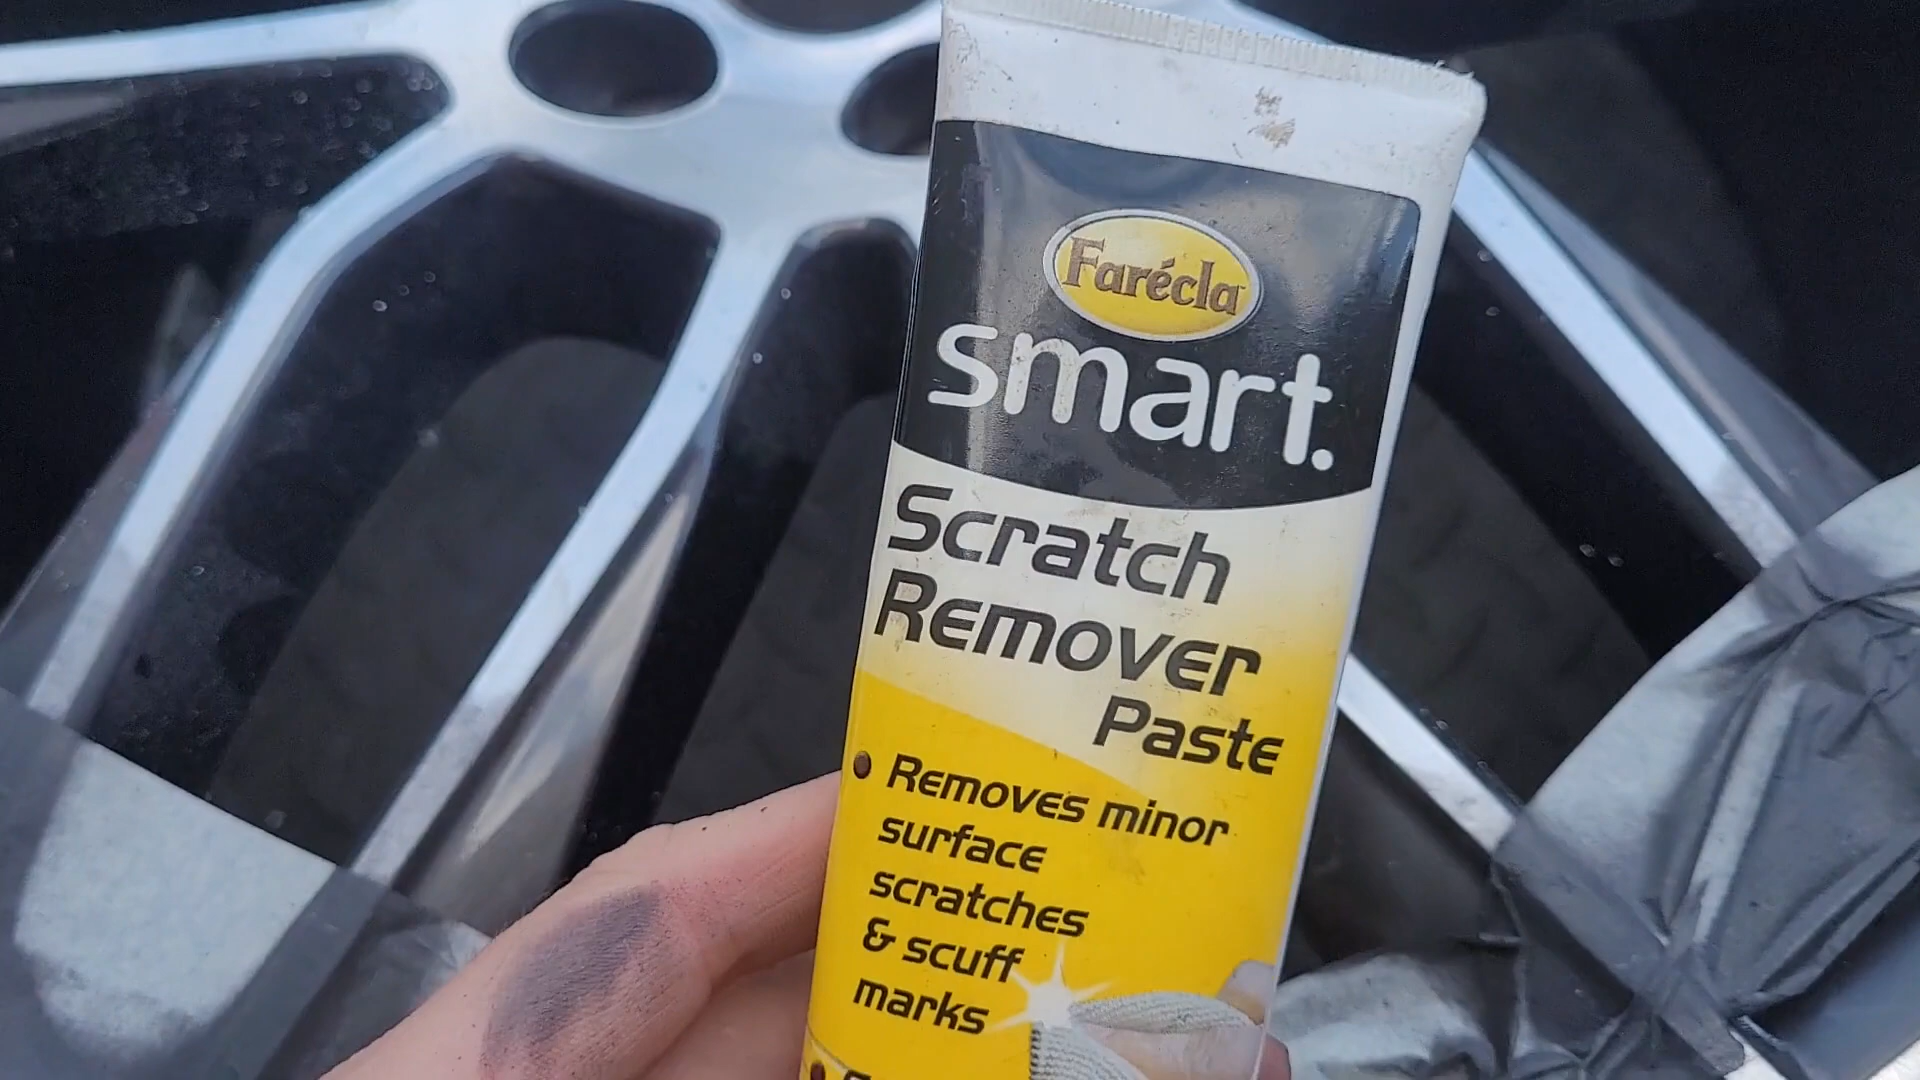 Farécla
smart.
Scratch
Remover
Paste
• Removes minor
surface
scratches
& scuff
marks